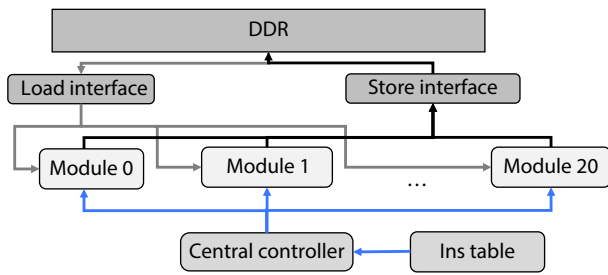 DDR
Load interface
Store interface
Module 0
Module 1
...
Module 20
Central controller
Ins table